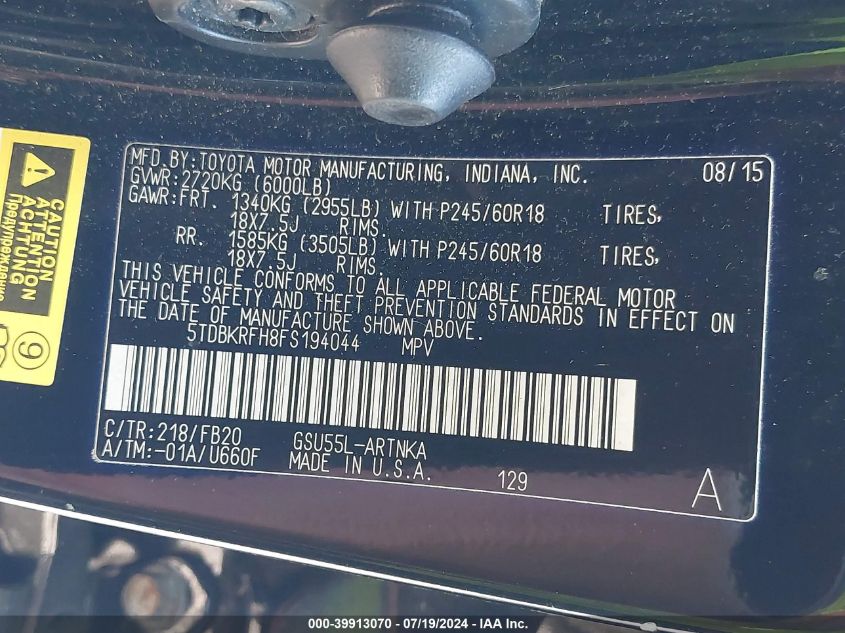 MFD.BY:TOYOTA MOTOR MANUFACTURING, INDIANA, INC. 08/15
GVWR:2720KG (6000LB)
GAWR:FRT. 1340KG (2955LB) WITH P245/60R18 TIRES,
18X7.5J RIMS.
RR. 1585KG (3505LB) WITH P245/60R18 TIRES,
18X7.5J RIMS.
THIS VEHICLE CONFORMS TO ALL APPLICABLE FEDERAL MOTOR
VEHICLE SAFETY AND THEFT PREVENTION STANDARDS IN EFFECT ON
THE DATE OF MANUFACTURE SHOWN ABOVE.
5TDBKRFH8FS194044 MPV
C/TR:218/FB20 GSU55L-ARTNKA
A/TM:-01A/U660F MADE IN U.S.A. 129 A
CAUTION
ATTENTION
ACHTUNG
Предупреждение
9
000-39913070 - 07/19/2024 - IAAI Inc.